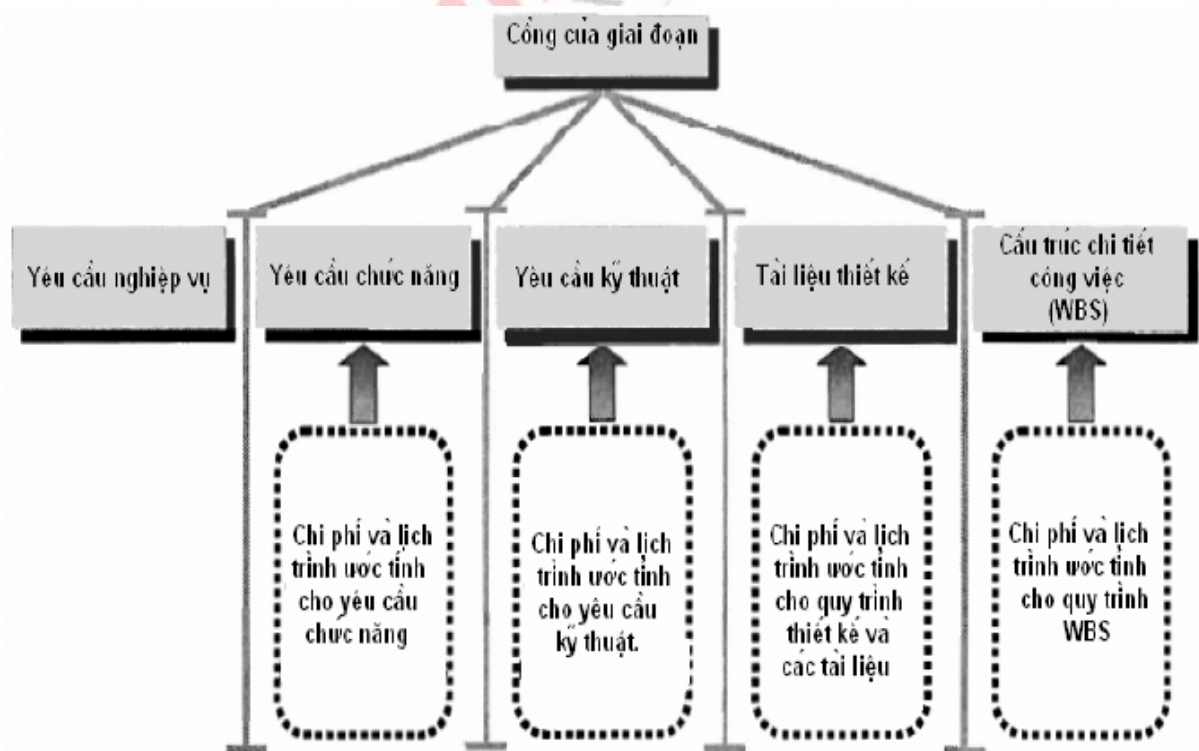 Cổng của giai đoạn
Yêu cầu nghiệp vụ
Yêu cầu chức năng
Yêu cầu kỹ thuật
Tài liệu thiết kế
Cấu trúc chi tiết
công việc
(WBS)
Chi phí và lịch
trình ước tính
cho yêu cầu
chức năng
Chi phí và lịch
trình ước tính
cho yêu cầu
kỹ thuật.
Chi phí và lịch
trình ước tính
cho quy trình
thiết kế và
các tài liệu
Chi phí và lịch
trình ước tính
cho quy trình
WBS